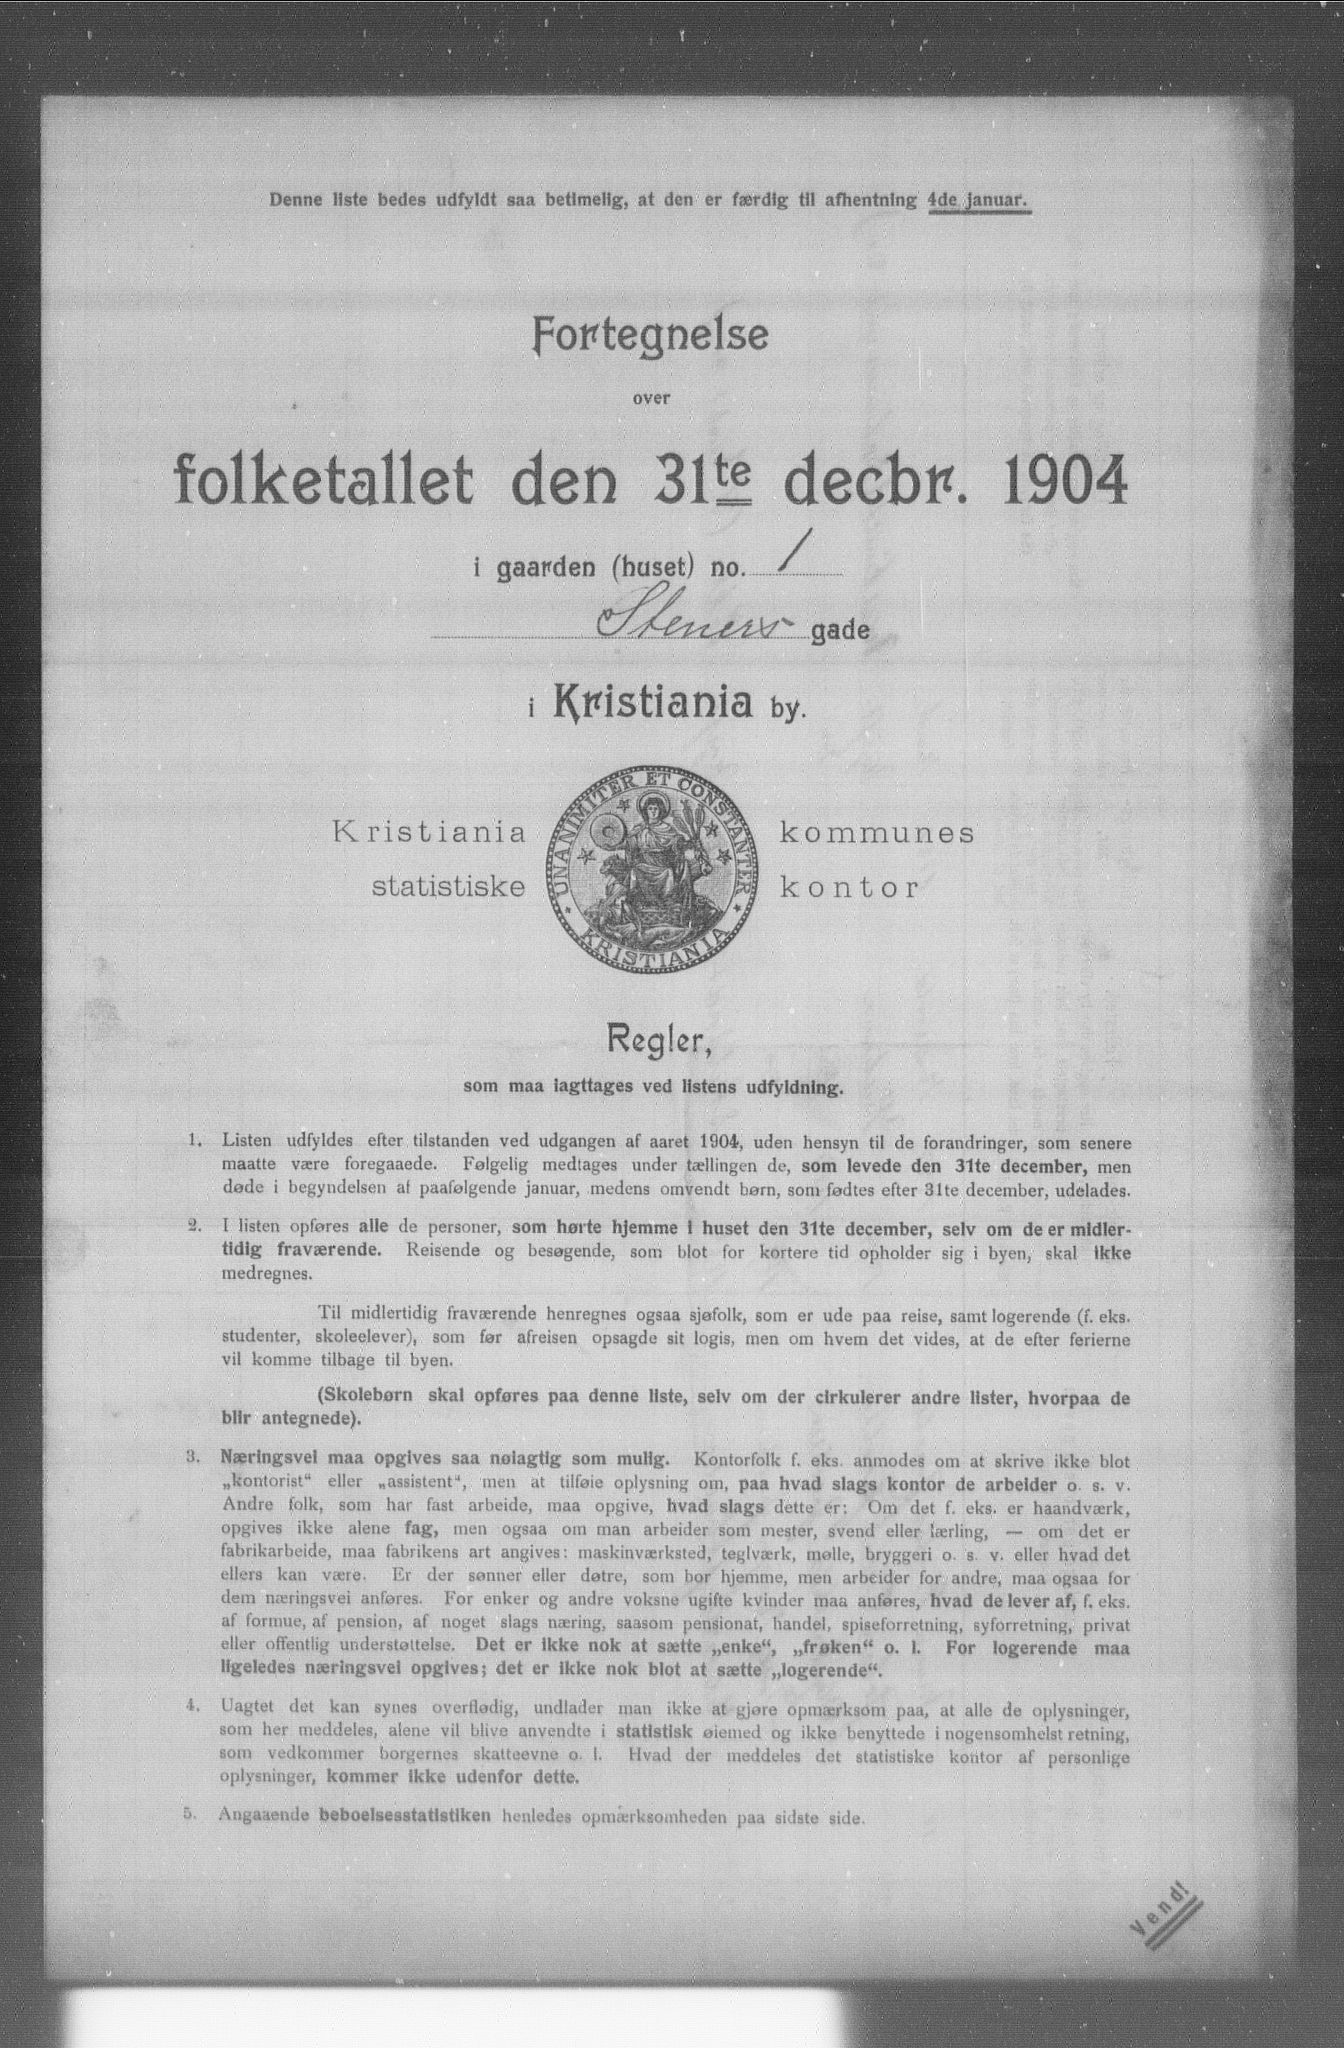 Denne liste bedes udfyldt saa betimelig, at den er færdig til afhentning 4de januar.
Fortegnelse
over
folketallet den 31te decbr. 1904
i gaarden (huset) no. 1
Steners gade
i Kristiania by.
UNANIMITER ET CONSTANTER
KRISTIANIA
Kristiania kommunes
statistiske kontor
Regler,
som maa iagttages ved listens udfyldning.
1. Listen udfyldes efter tilstanden ved udgangen af aaret 1904, uden hensyn til de forandringer, som senere
maatte være foregaaede. Følgelig medtages under tællingen de, som levede den 31te december, men
døde i begyndelsen af paafølgende januar, medens omvendt børn, som fødtes efter 31te december, udelades.
2. I listen opføres alle de personer, som hørte hjemme i huset den 31te december, selv om de er midler-
tidig fraværende. Reisende og besøgende, som blot for kortere tid opholder sig i byen, skal ikke
medregnes.
Til midlertidig fraværende henregnes ogsaa sjøfolk, som er ude paa reise, samt logerende (f. eks.
studenter, skoleelever), som før afreisen opsagde sit logis, men om hvem det vides, at de efter ferierne
vil komme tilbage til byen.
(Skolebørn skal opføres paa denne liste, selv om der cirkulerer andre lister, hvorpaa de
blir antegnede).
3. Næringsvei maa opgives saa nøiagtig som mulig. Kontorfolk f. eks. anmodes om at skrive ikke blot
„kontorist“ eller „assistent“, men at tilføie oplysning om, paa hvad slags kontor de arbeider o. s. v.
Andre folk, som har fast arbeide, maa opgive, hvad slags dette er: Om det f. eks. er haandværk,
opgives ikke alene fag, men ogsaa om man arbeider som mester, svend eller lærling, — om det er
fabrikarbeide, maa fabrikens art angives: maskinværksted, teglværk, mølle, bryggeri o. s. v. eller hvad det
ellers kan være. Er der sønner eller døtre, som bor hjemme, men arbeider for andre, maa ogsaa for
dem næringsvei anføres. For enker og andre voksne ugifte kvinder maa anføres, hvad de lever af, f. eks.
af formue, af pension, af noget slags næring, saasom pensionat, handel, spiseforretning, syforretning, privat
eller offentlig understøttelse. Det er ikke nok at sætte „enke“, „frøken“ o. l. For logerende maa
ligeledes næringsvei opgives; det er ikke nok blot at sætte „logerende“.
4. Uagtet det kan synes overflødig, undlader man ikke at gjøre opmærksom paa, at alle de oplysninger,
som her meddeles, alene vil blive anvendte i statistisk øiemed og ikke benyttede i nogensomhelst retning,
som vedkommer borgernes skatteevne o. l. Hvad der meddeles det statistiske kontor af personlige
oplysninger, kommer ikke udenfor dette.
5. Angaaende beboelsesstatistiken henledes opmærksomheden paa sidste side.
Vend!